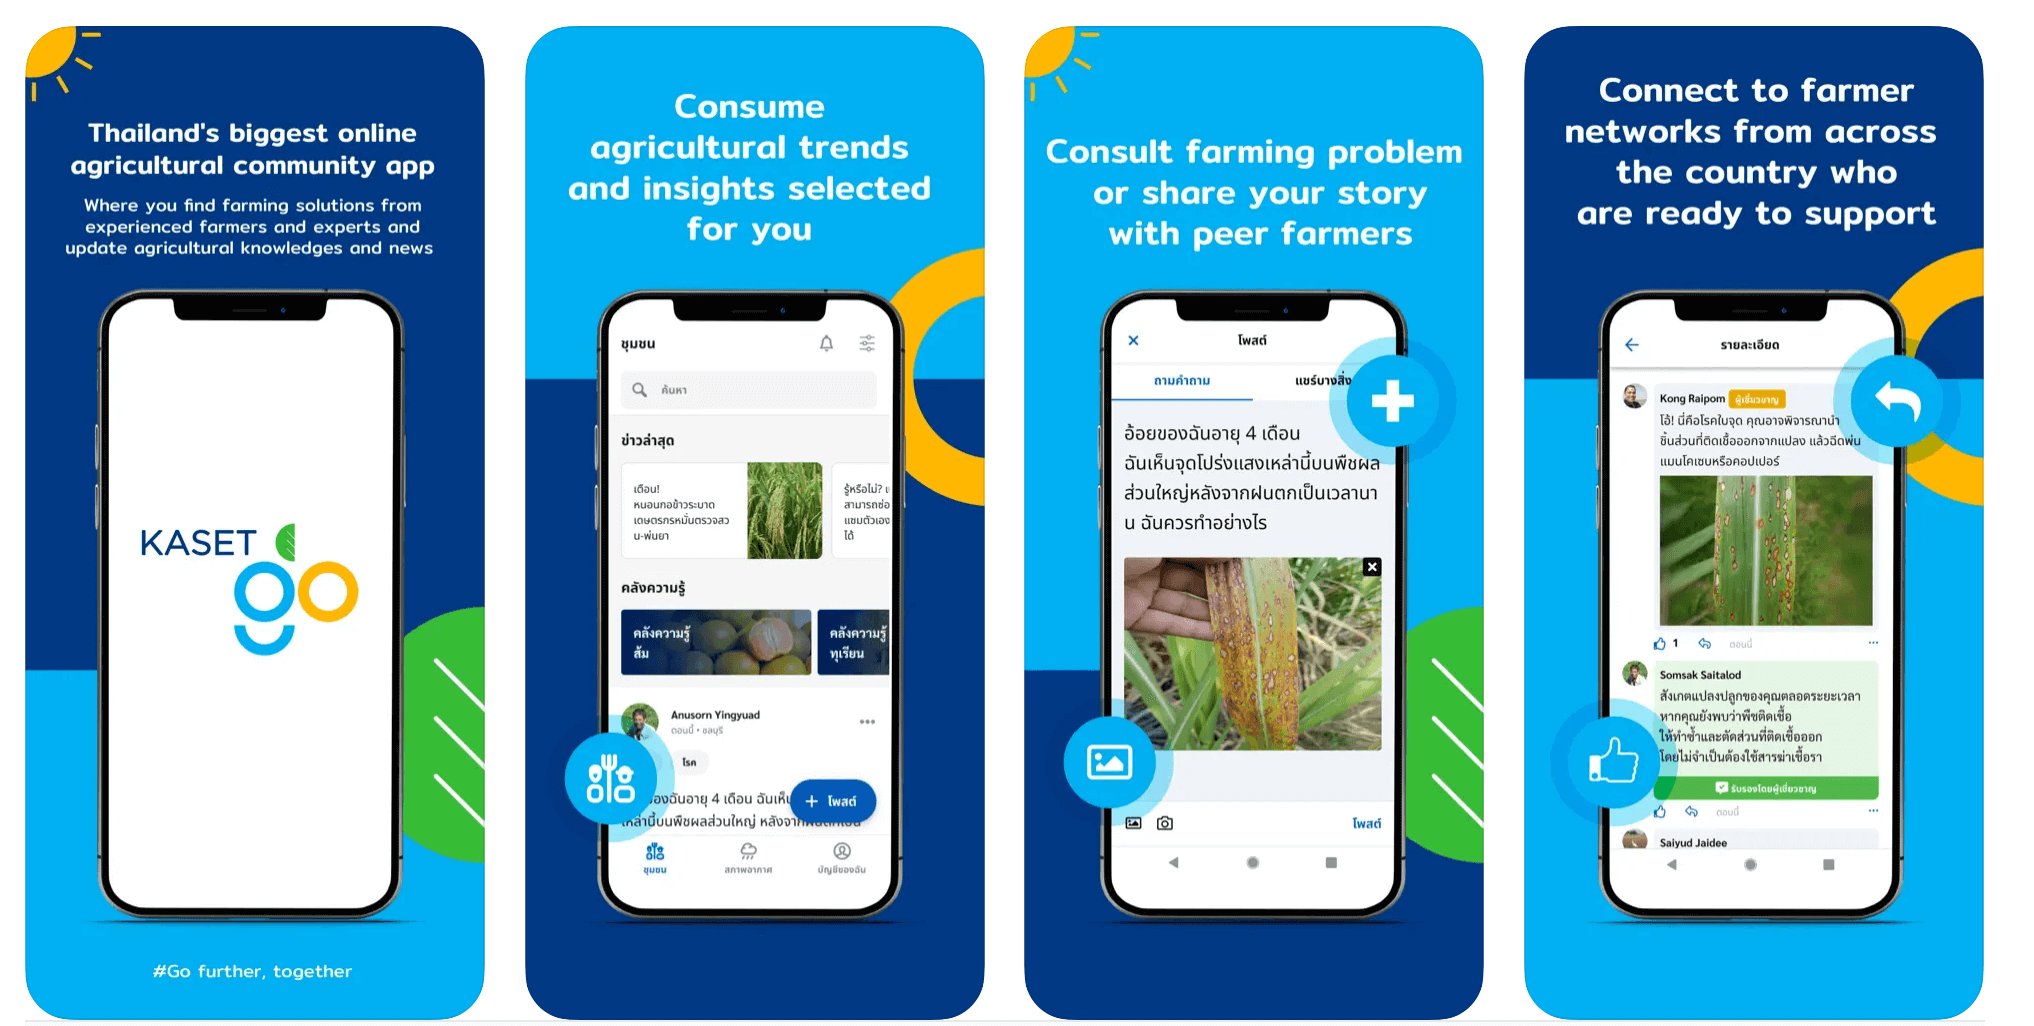 Thailand's biggest online
agricultural community app
Where you find farming solutions from
experienced farmers and experts and
update agricultural knowledges and news
KASET
go
#Go further, together
Consume
agricultural trends
and insights selected
for you
ชุมชน
ค้นหา
ข่าวล่าสุด
เตือน!
หนอนกอข้าวระบาด
เกษตรกรหมั่นตรวจสว
น-พ่นยา
รู้หรือไม่?
สามารถซ่อ
แซมตัวเอง
ได้
คลังความรู้
คลังความรู้
ส้ม
คลังความรู้
ทุเรียน
Anusorn Yingyuad
ตอนนี้ • ชลบุรี
โรค
ของฉันอายุ 4 เดือน ฉันเห็น
เหล่านี้บนพืชผลส่วนใหญ่ หลังจากฝนตกเป็น
+ โพสต์
ชุมชน
สภาพอากาศ
บัญชีของฉัน
Consult farming problem
or share your story
with peer farmers
โพสต์
ถามคำถาม
แชร์บางสิ่ง
อ้อยของฉันอายุ 4 เดือน
ฉันเห็นจุดโปร่งแสงเหล่านี้บนพืชผล
ส่วนใหญ่หลังจากฝนตกเป็นเวลานา
น ฉันควรทำอย่างไร
โพสต์
Connect to farmer
networks from across
the country who
are ready to support
รายละเอียด
Kong Raipom ผู้เชี่ยวชาญ
โอ้! นี่คือโรคใบจุด คุณอาจพิจารณานำ
ชิ้นส่วนที่ติดเชื้อออกจากแปลง แล้วฉีดพ่น
แมนโคเซบหรือคอปเปอร์
1
ตอนนี้
Somsak Saitalod
สังเกตแปลงปลูกของคุณตลอดระยะเวลา
หากคุณยังพบว่าพืชติดเชื้อ
ให้ทำซ้ำและตัดส่วนที่ติดเชื้อออก
โดยไม่จำเป็นต้องใช้สารฆ่าเชื้อรา
รับรองโดยผู้เชี่ยวชาญ
ตอนนี้
Saiyud Jaidee